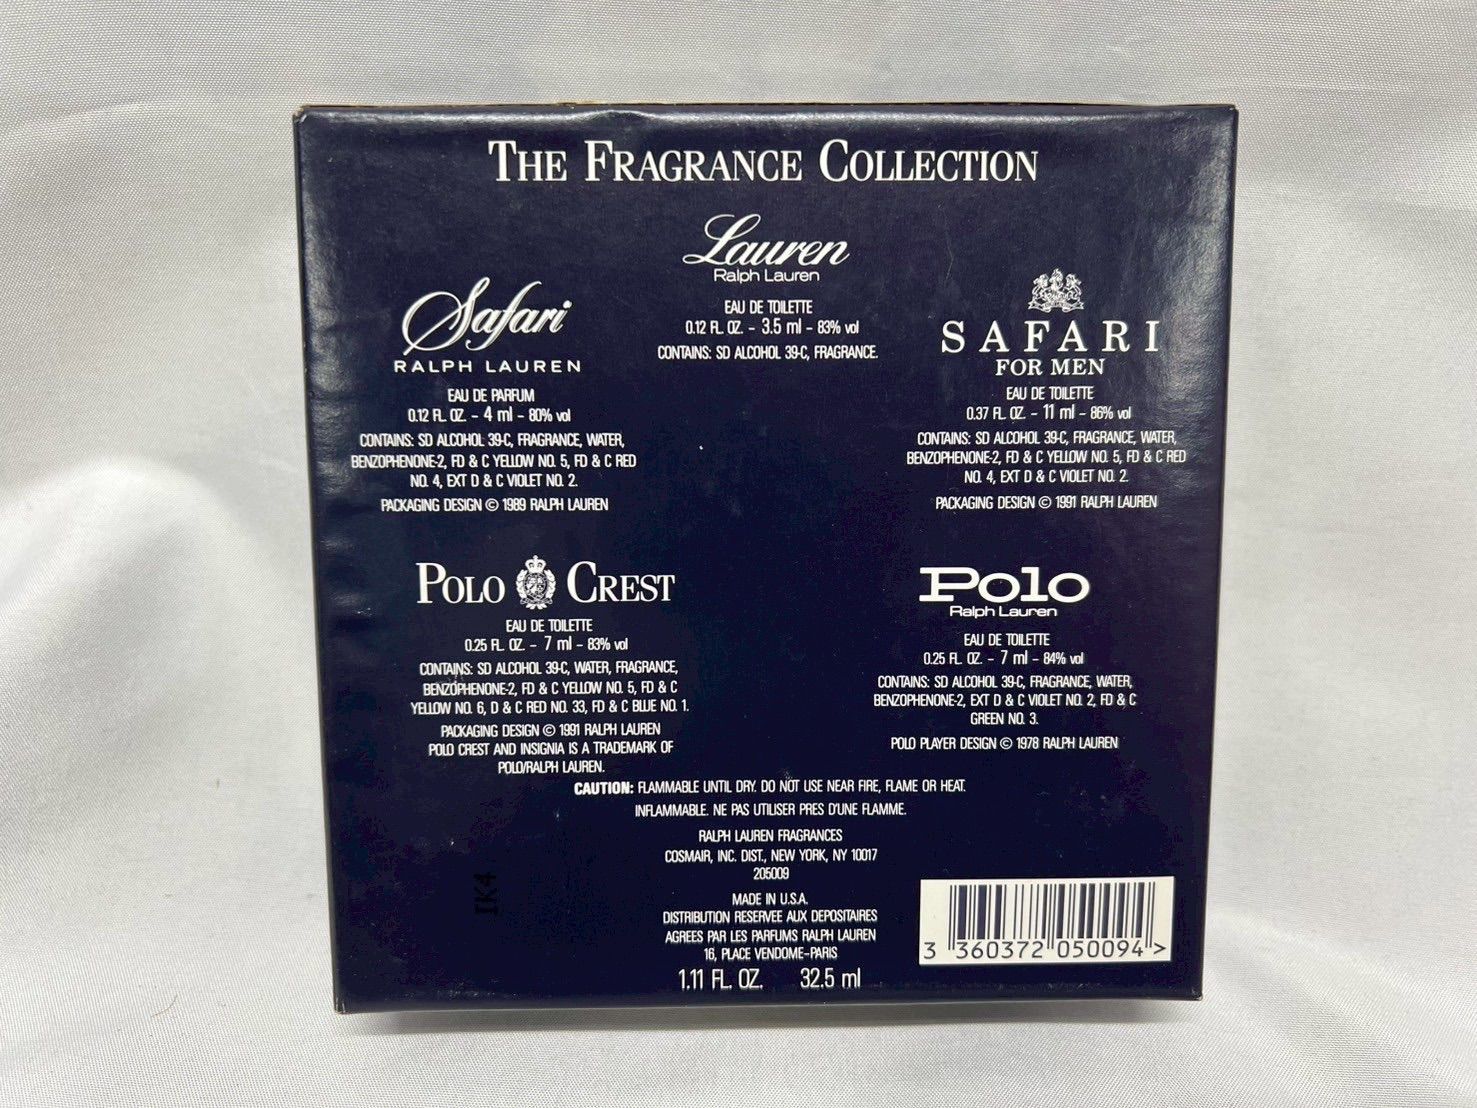 THE FRAGRANCE COLLECTION
Lauren
Ralph Lauren
EAU DE TOILETTE
0.12 FL. OZ. - 3.5 ml - 83% vol
CONTAINS: SD ALCOHOL 39-C, FRAGRANCE.
Safari
RALPH LAUREN
EAU DE PARFUM
0.12 FL. OZ. - 4 ml - 80% vol
CONTAINS: SD ALCOHOL 39-C, FRAGRANCE, WATER,
BENZOPHENONE-2, FD & C YELLOW NO. 5, FD & C RED
NO. 4, EXT D & C VIOLET NO. 2.
PACKAGING DESIGN © 1989 RALPH LAUREN
SAFARI
FOR MEN
EAU DE TOILETTE
0.37 FL. OZ. - 11 ml - 86% vol
CONTAINS: SD ALCOHOL 39-C, FRAGRANCE, WATER,
BENZOPHENONE-2, FD & C YELLOW NO. 5, FD & C RED
NO. 4, EXT D & C VIOLET NO. 2.
PACKAGING DESIGN © 1991 RALPH LAUREN
POLO CREST
EAU DE TOILETTE
0.25 FL. OZ. - 7 ml - 83% vol
CONTAINS: SD ALCOHOL 39-C, WATER, FRAGRANCE,
BENZOPHENONE-2, FD & C YELLOW NO. 5, FD & C
YELLOW NO. 6, D & C RED NO. 33, FD & C BLUE NO. 1.
PACKAGING DESIGN © 1991 RALPH LAUREN
POLO CREST AND INSIGNIA IS A TRADEMARK OF
POLO/RALPH LAUREN.
Polo
Ralph Lauren
EAU DE TOILETTE
0.25 FL. OZ. - 7 ml - 84% vol
CONTAINS: SD ALCOHOL 39-C, FRAGRANCE, WATER,
BENZOPHENONE-2, EXT D & C VIOLET NO. 2, FD & C
GREEN NO. 3.
POLO PLAYER DESIGN © 1978 RALPH LAUREN
CAUTION: FLAMMABLE UNTIL DRY. DO NOT USE NEAR FIRE, FLAME OR HEAT.
INFLAMMABLE. NE PAS UTILISER PRES D'UNE FLAMME.
RALPH LAUREN FRAGRANCES
COSMAIR, INC. DIST., NEW YORK, NY 10017
205009
MADE IN U.S.A.
DISTRIBUTION RESERVEE AUX DEPOSITAIRES
AGREES PAR LES PARFUMS RALPH LAUREN
16, PLACE VENDOME-PARIS
1.11 FL. OZ. 32.5 ml
IK4
3 360372 050094 >